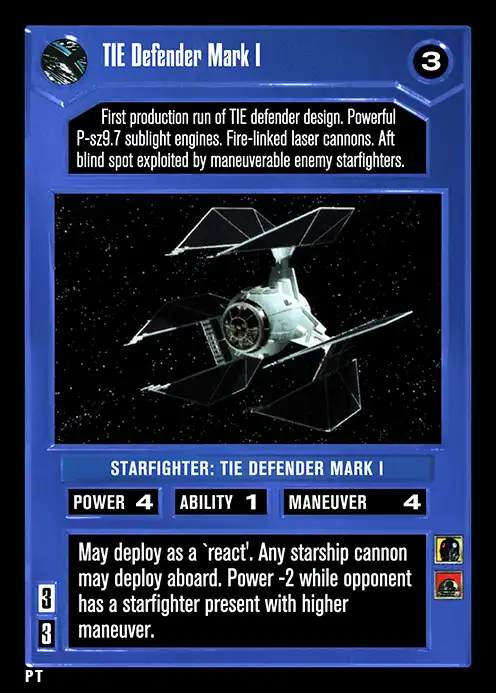 TIE Defender Mark I
3
First production run of TIE defender design. Powerful
P-sz9.7 sublight engines. Fire-linked laser cannons. Aft
blind spot exploited by maneuverable enemy starfighters.
STARFIGHTER: TIE DEFENDER MARK I
POWER 4 ABILITY 1 MANEUVER 4
May deploy as a `react'. Any starship cannon
may deploy aboard. Power -2 while opponent
has a starfighter present with higher
maneuver.
3
3
PT